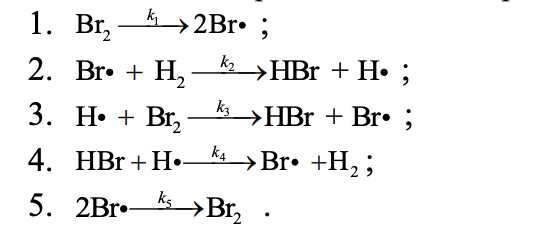 1. Br₂ —k₁→ 2Br• ;
2. Br• + H₂ —k₂→ HBr + H• ;
3. H• + Br₂ —k₃→ HBr + Br• ;
4. HBr + H• —k₄→ Br• +H₂ ;
5. 2Br• —k₅→ Br₂ .